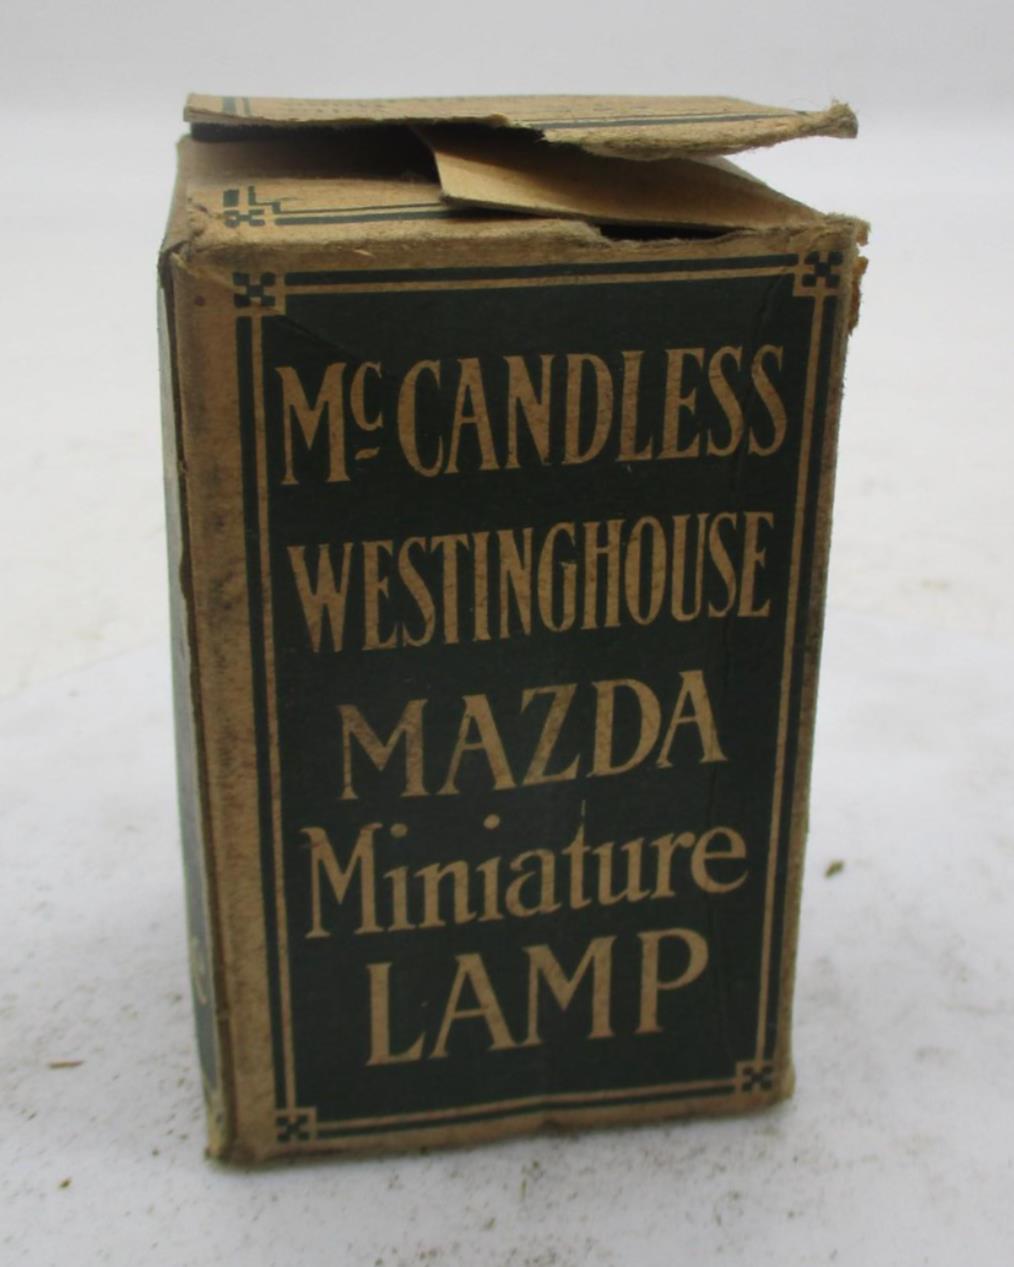 McCANDLESS
WESTINGHOUSE
MAZDA
Miniature
LAMP